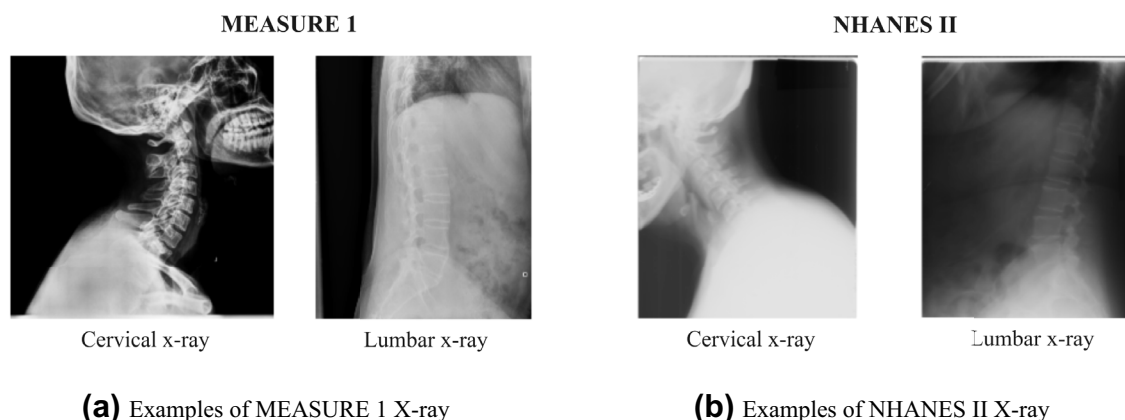 MEASURE 1
NHANES II
Cervical x-ray
Lumbar x-ray
Cervical x-ray
Lumbar x-ray
(a) Examples of MEASURE 1 X-ray
(b) Examples of NHANES II X-ray